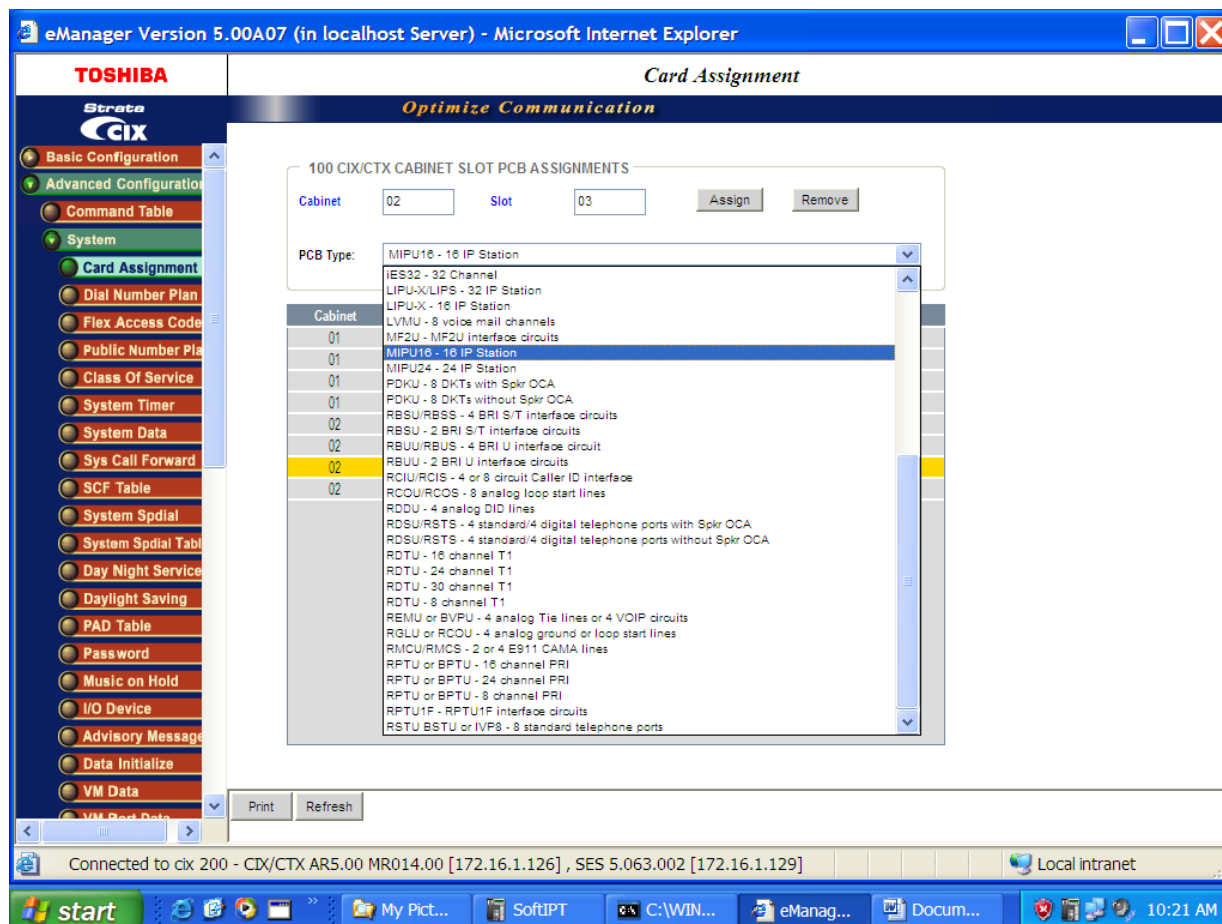 eManager Version 5.00A07 (in localhost Server) - Microsoft Internet Explorer
TOSHIBA
Card Assignment
Strata
CIX
Optimize Communication
Basic Configuration
Advanced Configuratio
Command Table
System
Card Assignment
Dial Number Plan
Flex Access Code
Public Number Pla
Class Of Service
System Timer
System Data
Sys Call Forward
SCF Table
System Spdial
System Spdial Tabl
Day Night Service
Daylight Saving
PAD Table
Password
Music on Hold
I/O Device
Advisory Message
Data Initialize
VM Data
VM Port Data
100 CIX/CTX CABINET SLOT PCB ASSIGNMENTS
Cabinet 02 Slot 03 Assign Remove
PCB Type: MIPU16 - 16 IP Station
iES32 - 32 Channel
LIPU-X/LIPS - 32 IP Station
LIPU-X - 16 IP Station
LVMU - 8 voice mail channels
MF2U - MF2U interface circuits
MIPU16 - 16 IP Station
MIPU24 - 24 IP Station
PDKU - 8 DKTs with Spkr OCA
PDKU - 8 DKTs without Spkr OCA
RBSU/RBSS - 4 BRI S/T interface circuits
RBSU - 2 BRI S/T interface circuits
RBUU/RBUS - 4 BRI U interface circuit
RBUU - 2 BRI U interface circuits
RCIU/RCIS - 4 or 8 circuit Caller ID interface
RCOU/RCOS - 8 analog loop start lines
RDDU - 4 analog DID lines
RDSU/RSTS - 4 standard/4 digital telephone ports with Spkr OCA
RDSU/RSTS - 4 standard/4 digital telephone ports without Spkr OCA
RDTU - 16 channel T1
RDTU - 24 channel T1
RDTU - 30 channel T1
RDTU - 8 channel T1
REMU or BVPU - 4 analog Tie lines or 4 VOIP circuits
RGLU or RCOU - 4 analog ground or loop start lines
RMCU/RMCS - 2 or 4 E911 CAMA lines
RPTU or BPTU - 16 channel PRI
RPTU or BPTU - 24 channel PRI
RPTU or BPTU - 8 channel PRI
RPTU1F - RPTU1F interface circuits
RSTU BSTU or IVP8 - 8 standard telephone ports
Cabinet
01
01
01
01
02
02
02
02
Print Refresh
Connected to cix 200 - CIX/CTX AR5.00 MR014.00 [172.16.1.126] , SES 5.063.002 [172.16.1.129] Local intranet
start » My Pict... SoftIPT C:\WIN... eManag... Docum... 10:21 AM